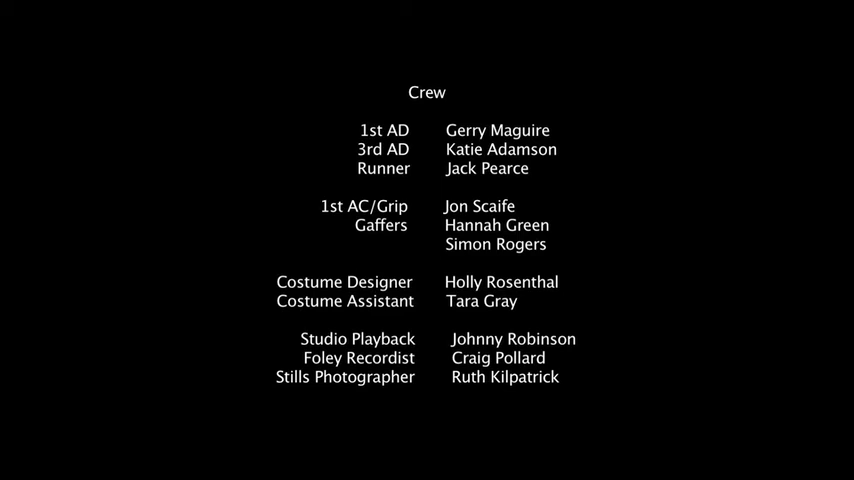 Crew
1st AD Gerry Maguire
3rd AD Katie Adamson
Runner Jack Pearce
1st AC/Grip Jon Scaife
Gaffers Hannah Green
Simon Rogers
Costume Designer Holly Rosenthal
Costume Assistant Tara Gray
Studio Playback Johnny Robinson
Foley Recordist Craig Pollard
Stills Photographer Ruth Kilpatrick